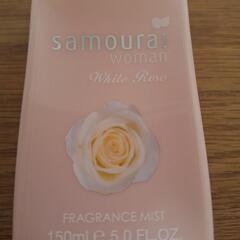 samourai
woman
White Rose
FRAGRANCE MIST
150ml ℮ 5.0 FL.OZ.